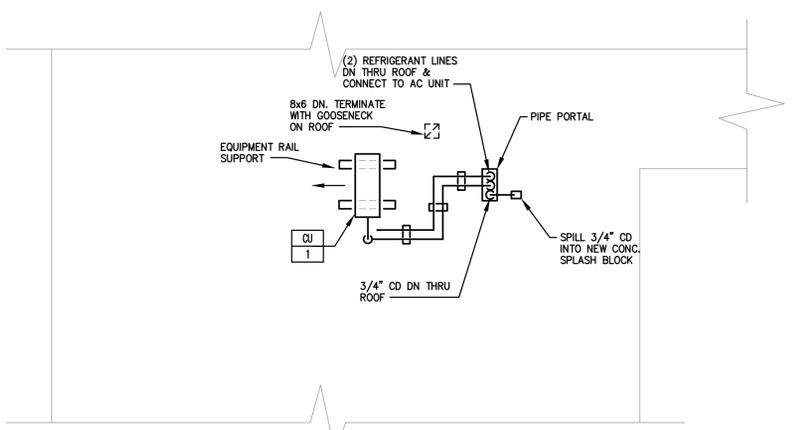 (2) REFRIGERANT LINES
DN THRU ROOF &
CONNECT TO AC UNIT
8x6 DN. TERMINATE
WITH GOOSENECK
ON ROOF
PIPE PORTAL
EQUIPMENT RAIL
SUPPORT
CU
1
SPILL 3/4" CD
INTO NEW CONC.
SPLASH BLOCK
3/4" CD DN THRU
ROOF